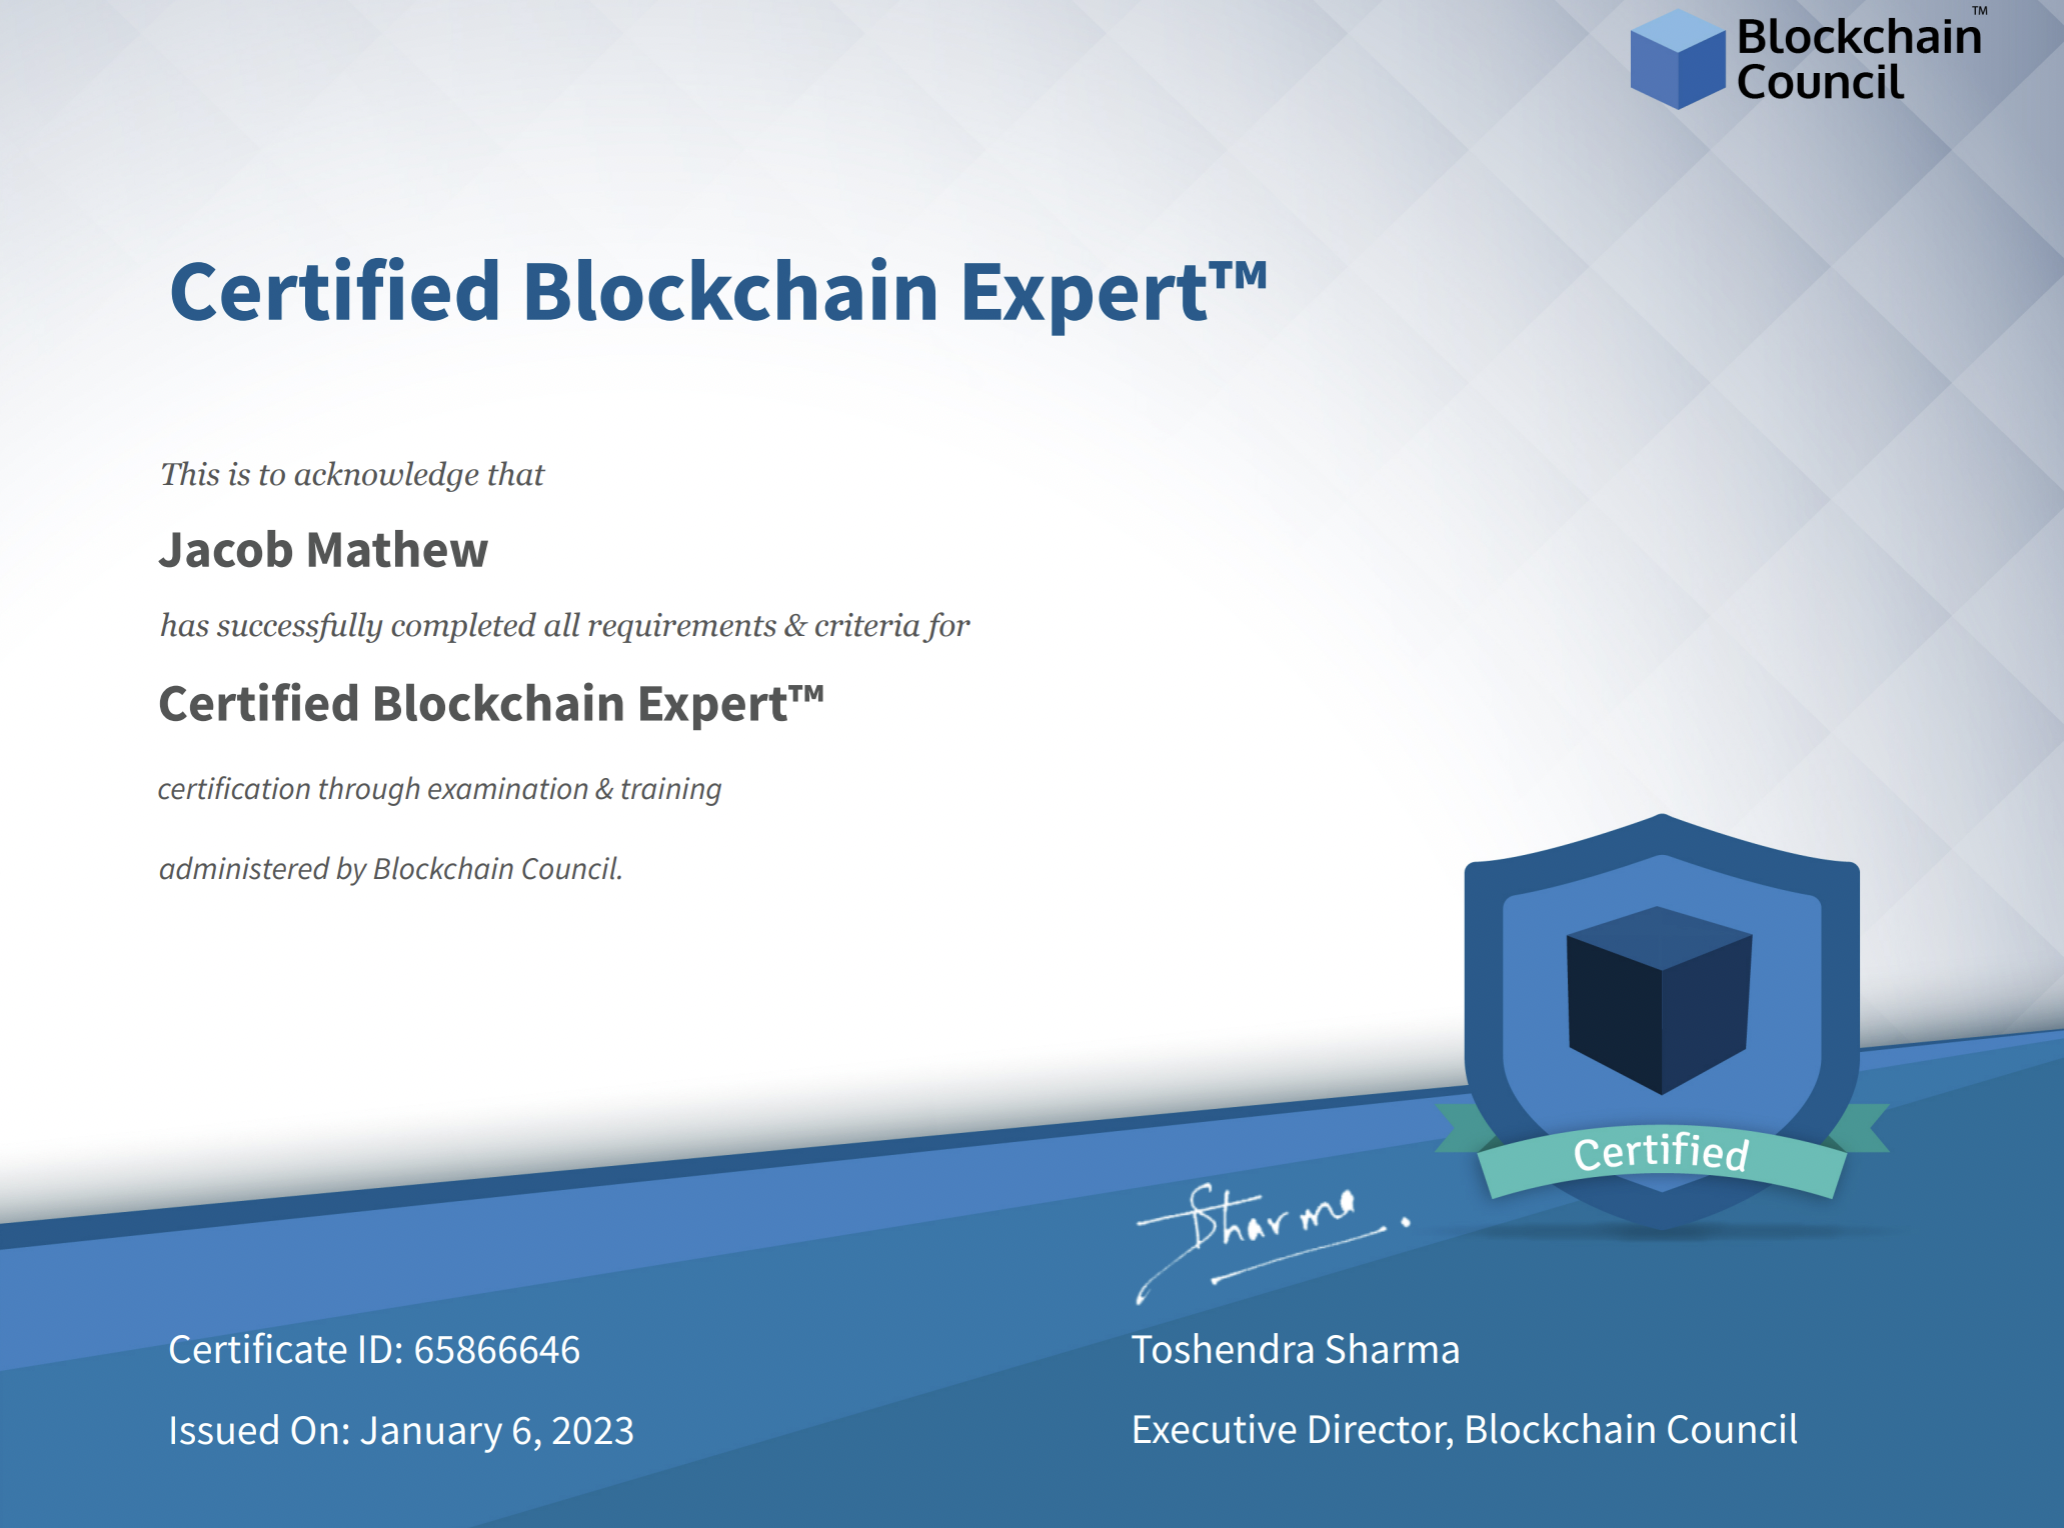 Blockchain™
Council
Certified Blockchain Expert™
This is to acknowledge that
Jacob Mathew
has successfully completed all requirements & criteria for
Certified Blockchain Expert™
certification through examination & training
administered by Blockchain Council.
Certified
Sharma
Certificate ID: 65866646
Toshendra Sharma
Issued On: January 6, 2023
Executive Director, Blockchain Council